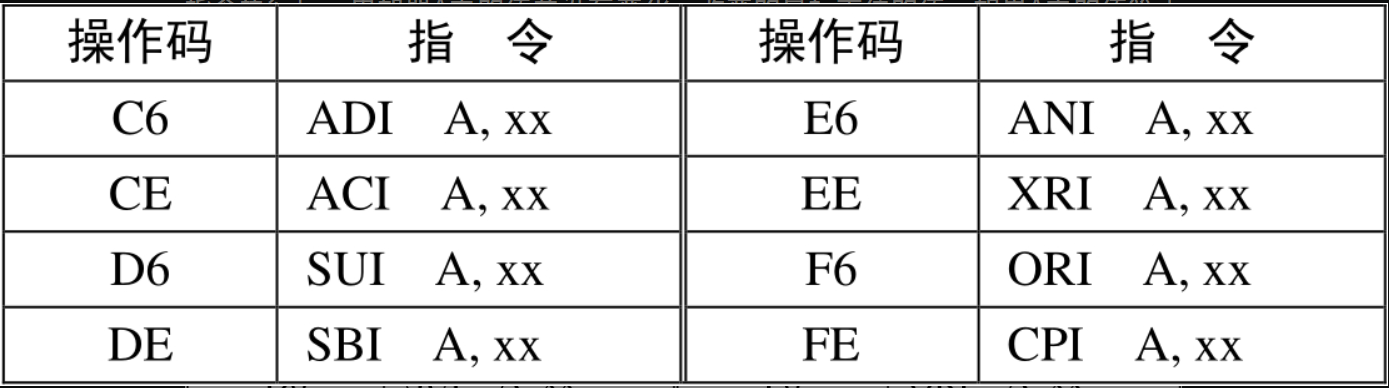 操作码 指 令 操作码 指 令
C6 ADI A, xx E6 ANI A, xx
CE ACI A, xx EE XRI A, xx
D6 SUI A, xx F6 ORI A, xx
DE SBI A, xx FE CPI A, xx